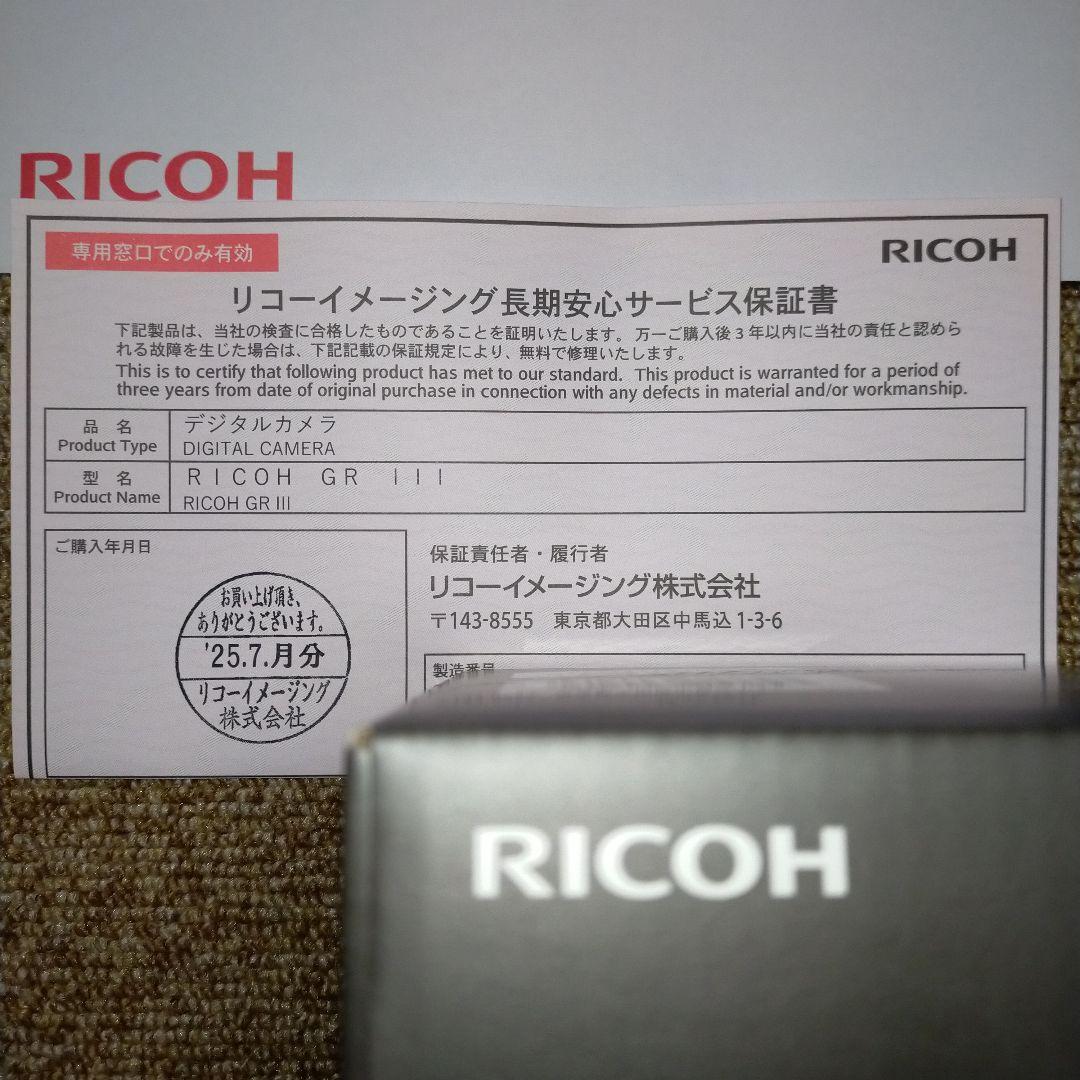 RICOH
専用窓口でのみ有効
RICOH
リコーイメージング長期安心サービス保証書
下記製品は、当社の検査に合格したものであることを証明いたします。万一ご購入後3年以内に当社の責任と認めら
れる故障を生じた場合は、下記記載の保証規定により、無料で修理いたします。
This is to certify that following product has met to our standard. This product is warranted for a period of
three years from date of original purchase in connection with any defects in material and/or workmanship.
品 名
Product Type
デジタルカメラ
DIGITAL CAMERA
型 名
Product Name
ＲＩＣＯＨ　ＧＲ　ＩＩＩ
RICOH GR III
ご購入年月日
お買い上げ頂き、
ありがとうございます。
'25.7.月分
リコーイメージング
株式会社
保証責任者・履行者
リコーイメージング株式会社
〒143-8555 東京都大田区中馬込1-3-6
製造番号
RICOH